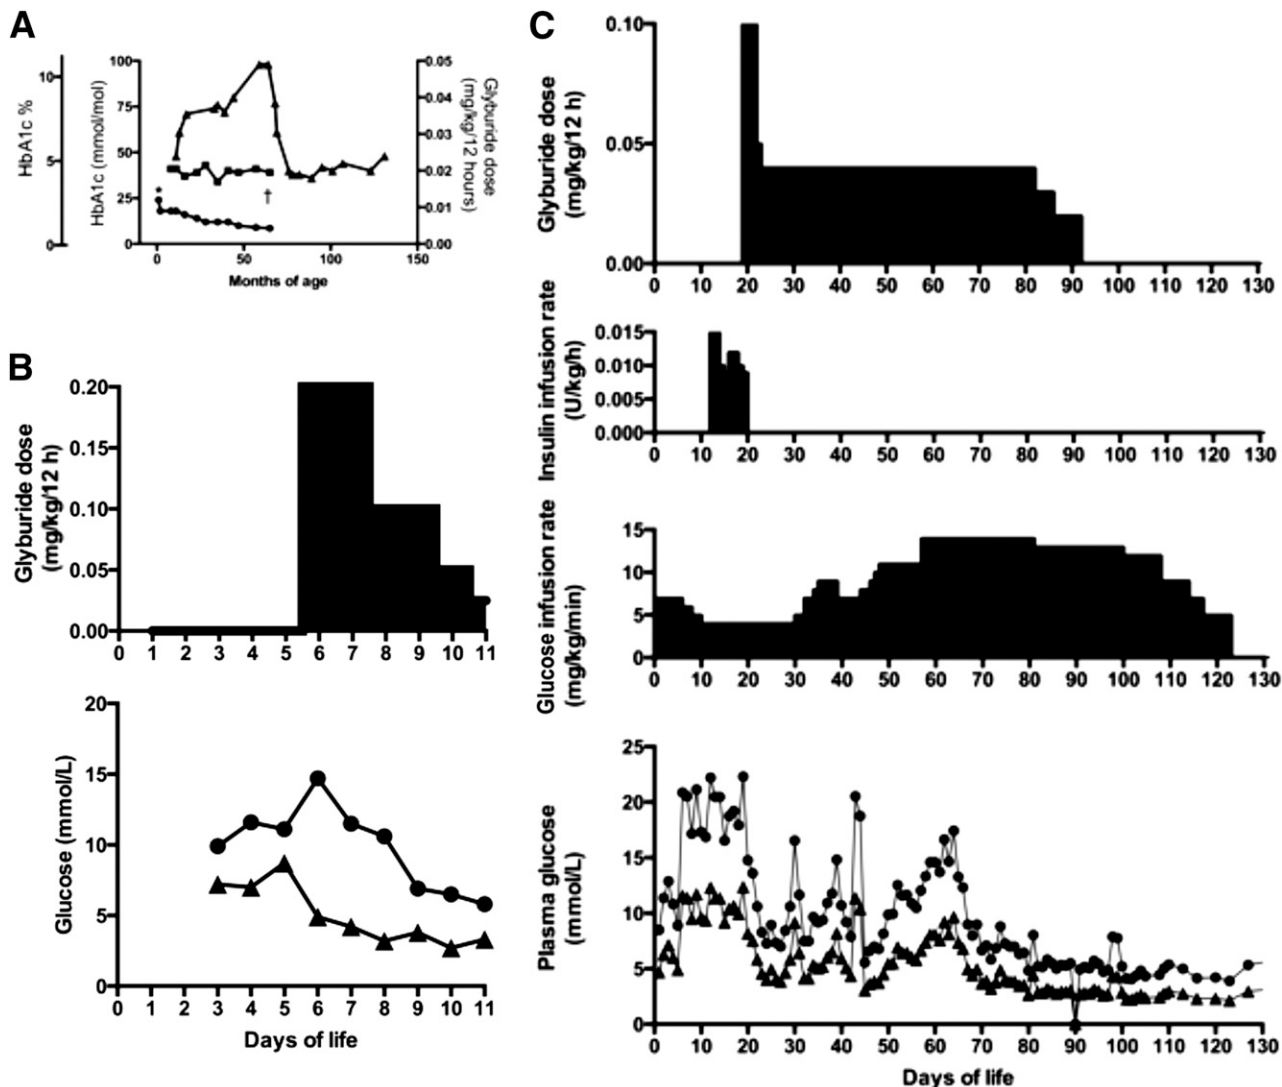 A
HbA1c %
10
5
0
HbA1c (mmol/mol)
100
75
50
25
0
*
†
0.05
0.04
0.03
0.02
0.01
0.00
Glyburide dose
(mg/kg/12 hours)
0 50 100 150
Months of age
B
Glyburide dose
(mg/kg/12 h)
0.20
0.15
0.10
0.05
0.00
0 1 2 3 4 5 6 7 8 9 10 11
Glucose (mmol/L)
20
15
10
5
0
0 1 2 3 4 5 6 7 8 9 10 11
Days of life
C
Glyburide dose
(mg/kg/12 h)
0.10
0.05
0.00
0 10 20 30 40 50 60 70 80 90 100 110 120 130
Insulin infusion rate
(U/kg/h)
0.015
0.010
0.005
0.000
0 10 20 30 40 50 60 70 80 90 100 110 120 130
Glucose infusion rate
(mg/kg/min)
15
10
5
0
0 10 20 30 40 50 60 70 80 90 100 110 120 130
Plasma glucose
(mmol/L)
25
20
15
10
5
0
0 10 20 30 40 50 60 70 80 90 100 110 120 130
Days of life